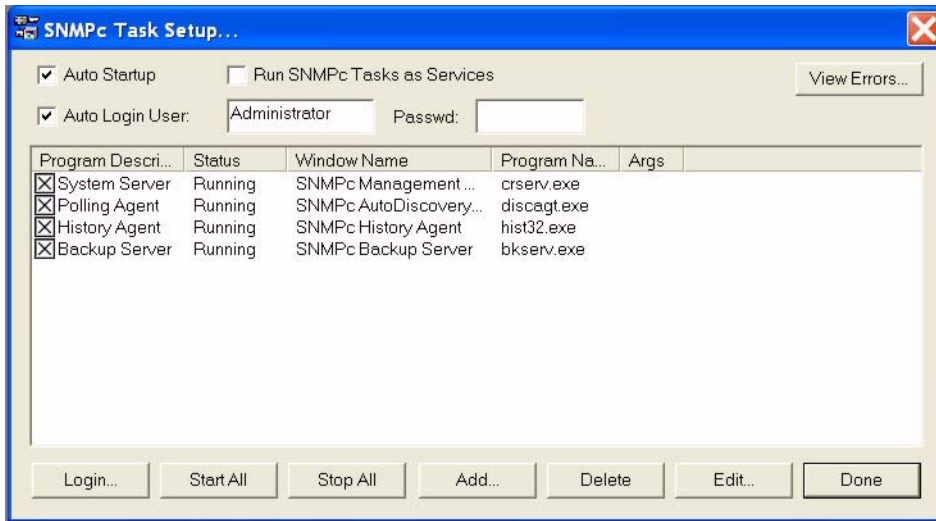 SNMPc Task Setup...
Auto Startup Run SNMPc Tasks as Services View Errors...
Auto Login User: Administrator Passwd:
Program Descri... Status Window Name Program Na... Args
System Server Running SNMPc Management ... crserv.exe
Polling Agent Running SNMPc AutoDiscovery... discagt.exe
History Agent Running SNMPc History Agent hist32.exe
Backup Server Running SNMPc Backup Server bkserv.exe
Login... Start All Stop All Add... Delete Edit... Done